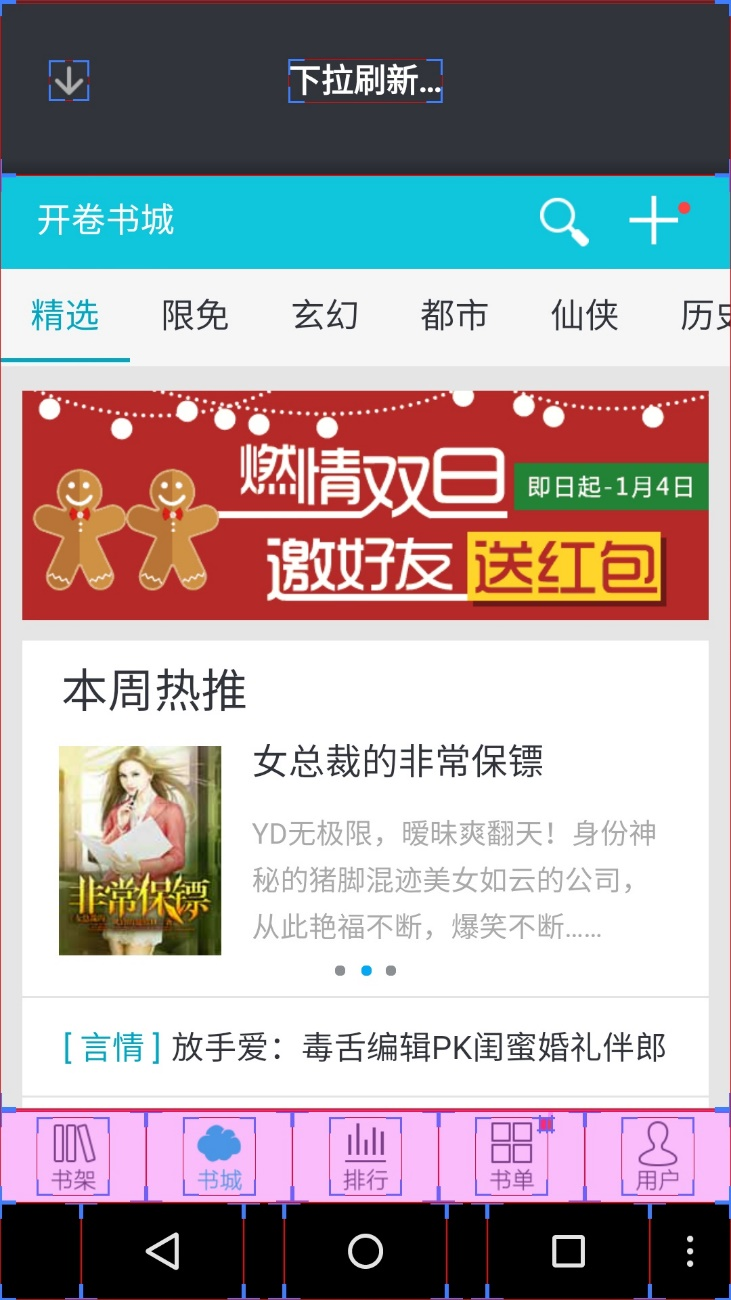 下拉刷新...
开卷书城
精选 限免 玄幻 都市 仙侠 历史
燃情双旦
即日起-1月4日
邀好友 送红包
本周热推
女总裁的非常保镖
YD无极限，暧昧爽翻天！身份神
秘的猪脚混迹美女如云的公司，
从此艳福不断，爆笑不断......
非常保镖
[ 言情 ] 放手爱：毒舌编辑PK闺蜜婚礼伴郎
书架 书城 排行 书单 用户